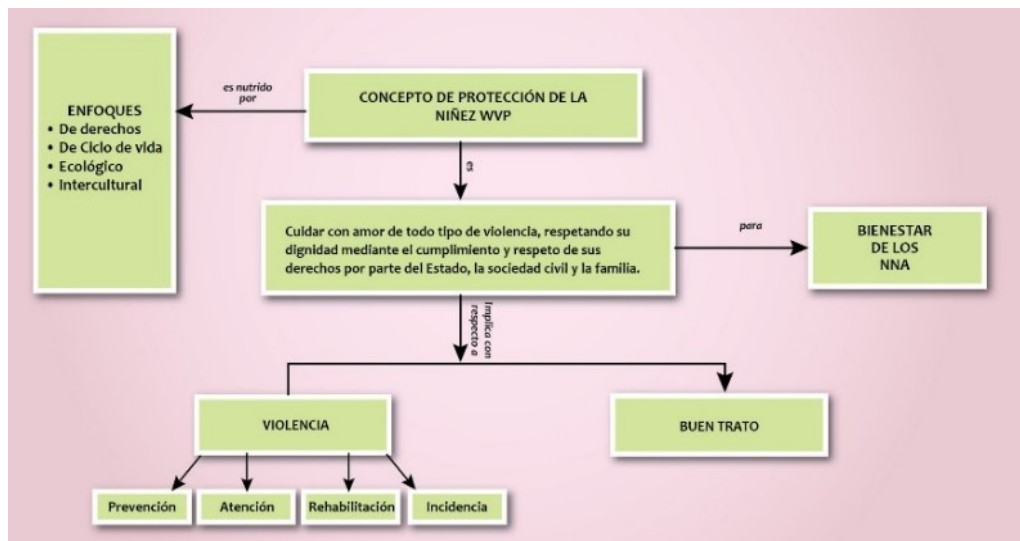 ENFOQUES
• De derechos
• De Ciclo de vida
• Ecológico
• Intercultural
es nutrido
por
CONCEPTO DE PROTECCIÓN DE LA
NIÑEZ WVP
es
Cuidar con amor de todo tipo de violencia, respetando su
dignidad mediante el cumplimiento y respeto de sus
derechos por parte del Estado, la sociedad civil y la familia.
para
BIENESTAR
DE LOS
NNA
Implica con
respecto a
VIOLENCIA
BUEN TRATO
Prevención
Atención
Rehabilitación
Incidencia